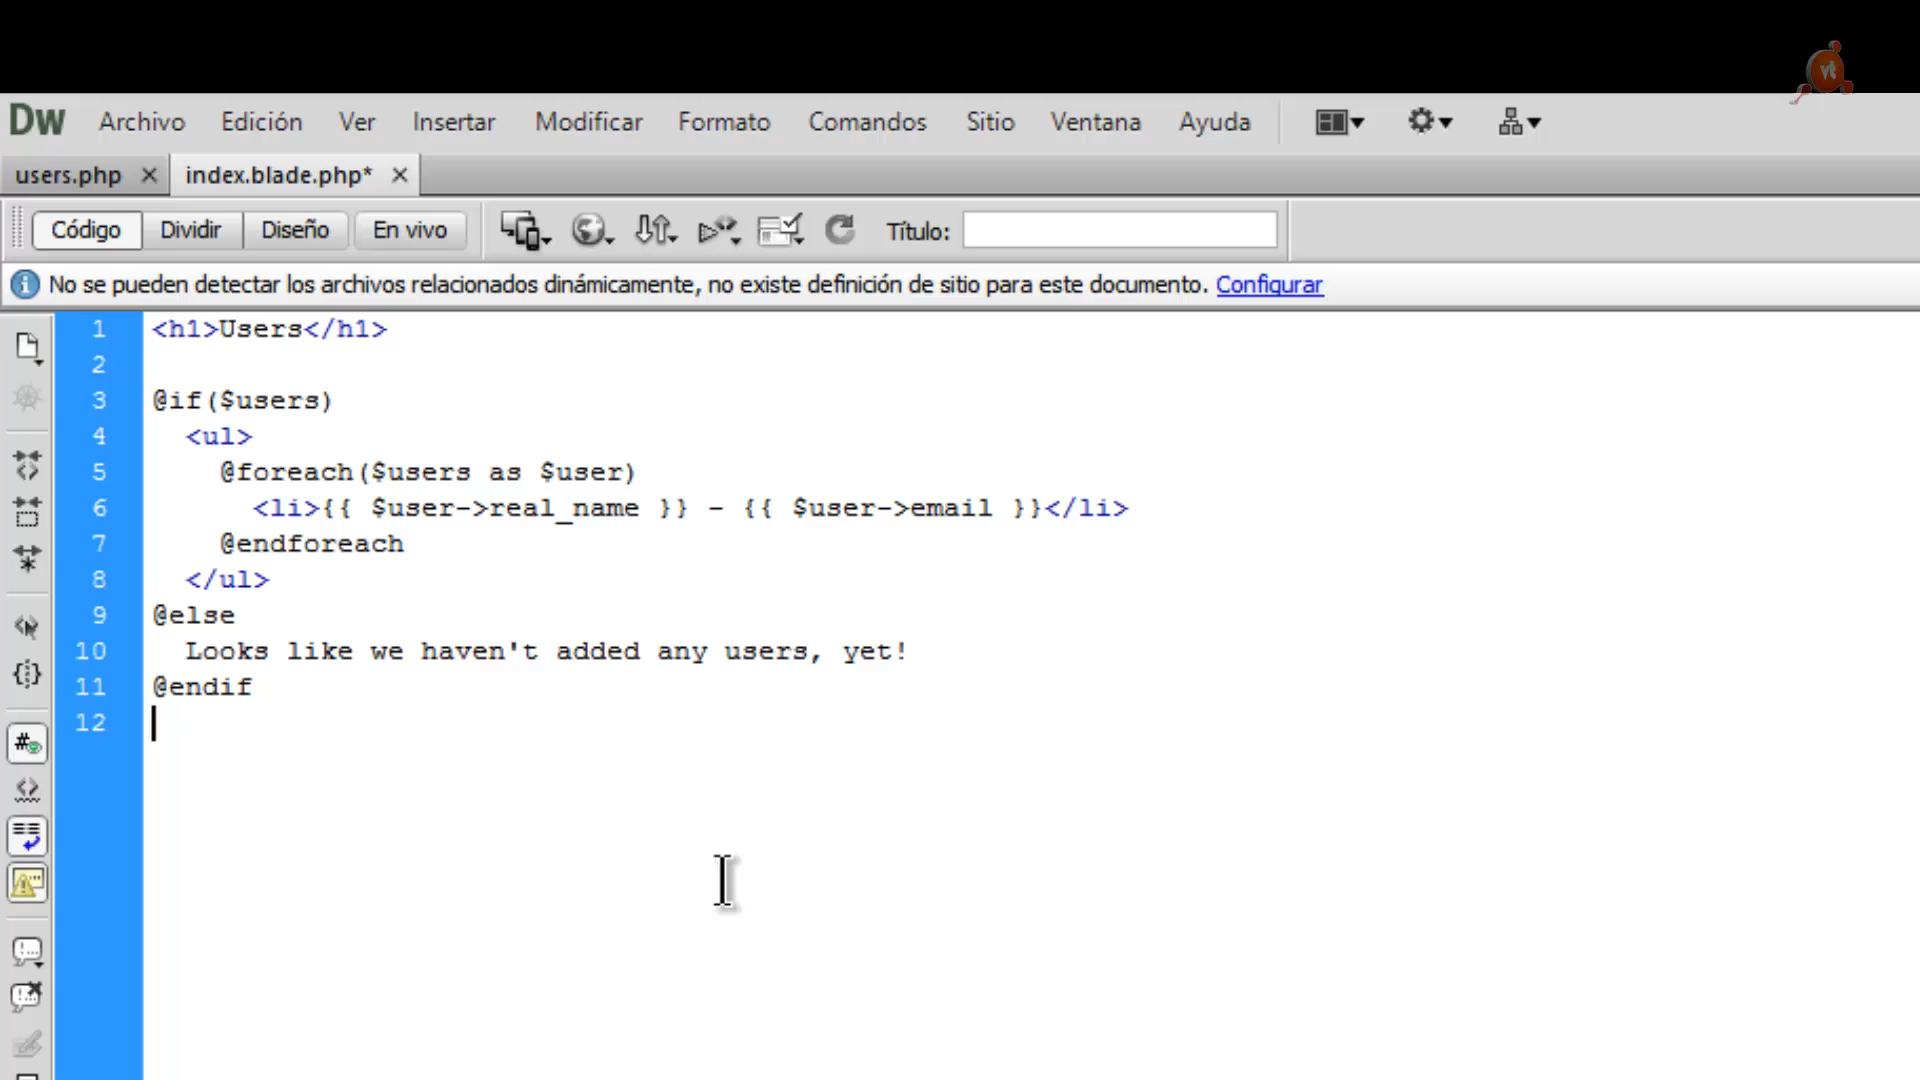 vt
Dw Archivo Edición Ver Insertar Modificar Formato Comandos Sitio Ventana Ayuda
users.php index.blade.php*
Código Dividir Diseño En vivo Título:
No se pueden detectar los archivos relacionados dinámicamente, no existe definición de sitio para este documento. Configurar
1 <h1>Users</h1>
2
3 @if($users)
4 <ul>
5 @foreach($users as $user)
6 <li>{{ $user->real_name }} - {{ $user->email }}</li>
7 @endforeach
8 </ul>
9 @else
10 Looks like we haven't added any users, yet!
11 @endif
12